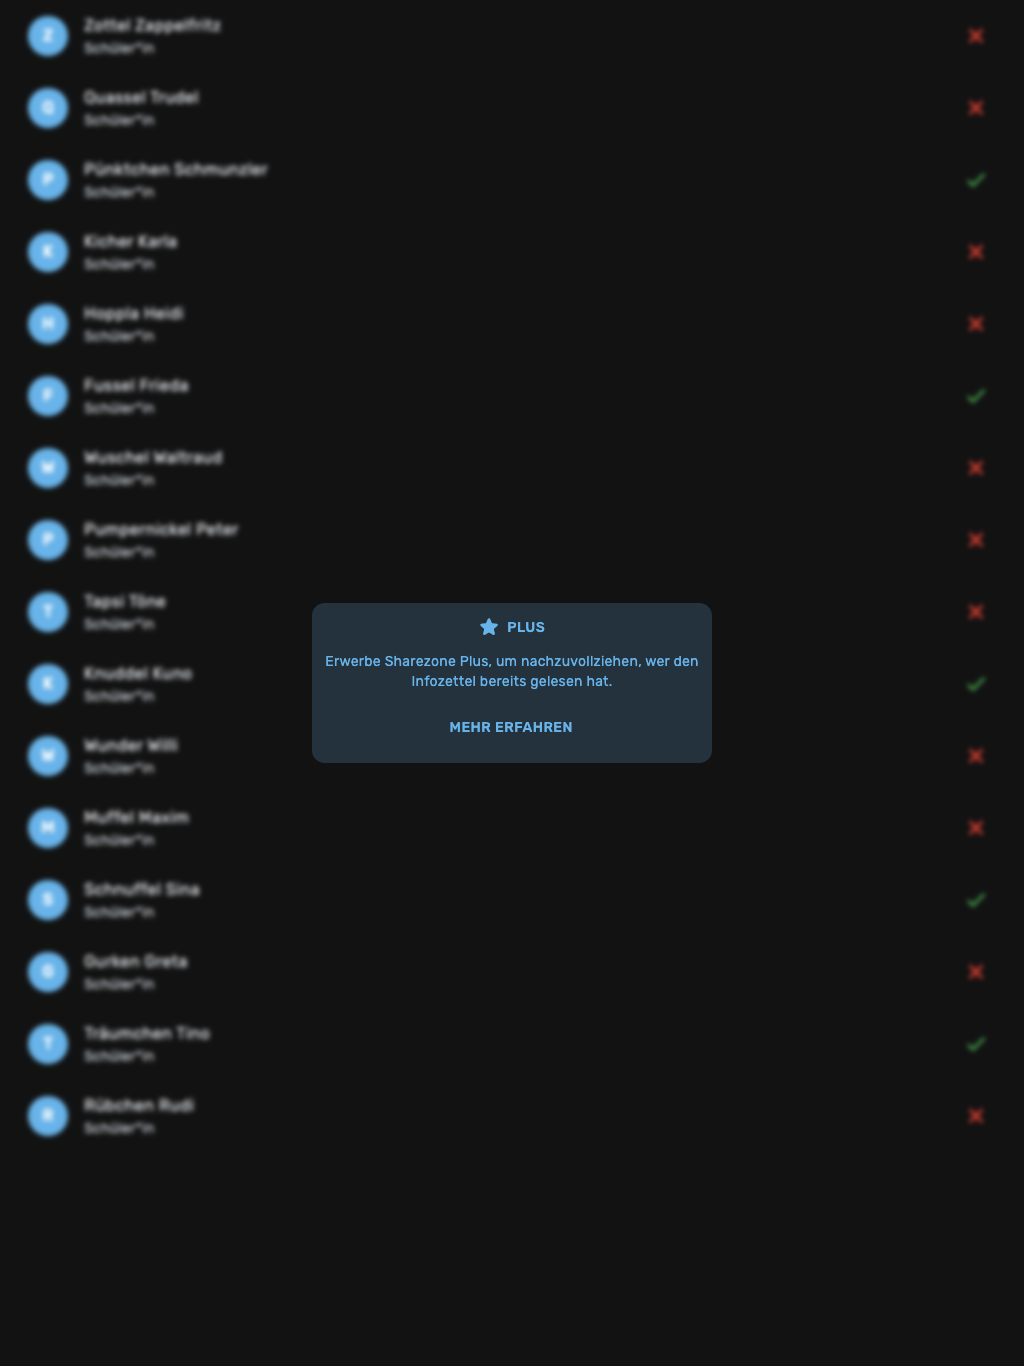 Z Zottel Zappelfritz
Schüler*in
Q Quassel Trudel
Schüler*in
P Pünktchen Schmunzler
Schüler*in
K Kicher Karla
Schüler*in
H Hoppla Heidi
Schüler*in
F Fussel Frieda
Schüler*in
W Wuschel Waltraud
Schüler*in
P Pumpernickel Peter
Schüler*in
T Tapsi Töne
Schüler*in
PLUS
Erwerbe Sharezone Plus, um nachzuvollziehen, wer den
Infozettel bereits gelesen hat.
MEHR ERFAHREN
K Knuddel Kuno
Schüler*in
W Wunder Willi
Schüler*in
M Muffel Maxim
Schüler*in
S Schnuffel Sina
Schüler*in
G Gurken Greta
Schüler*in
T Träumchen Tino
Schüler*in
R Rübchen Rudi
Schüler*in